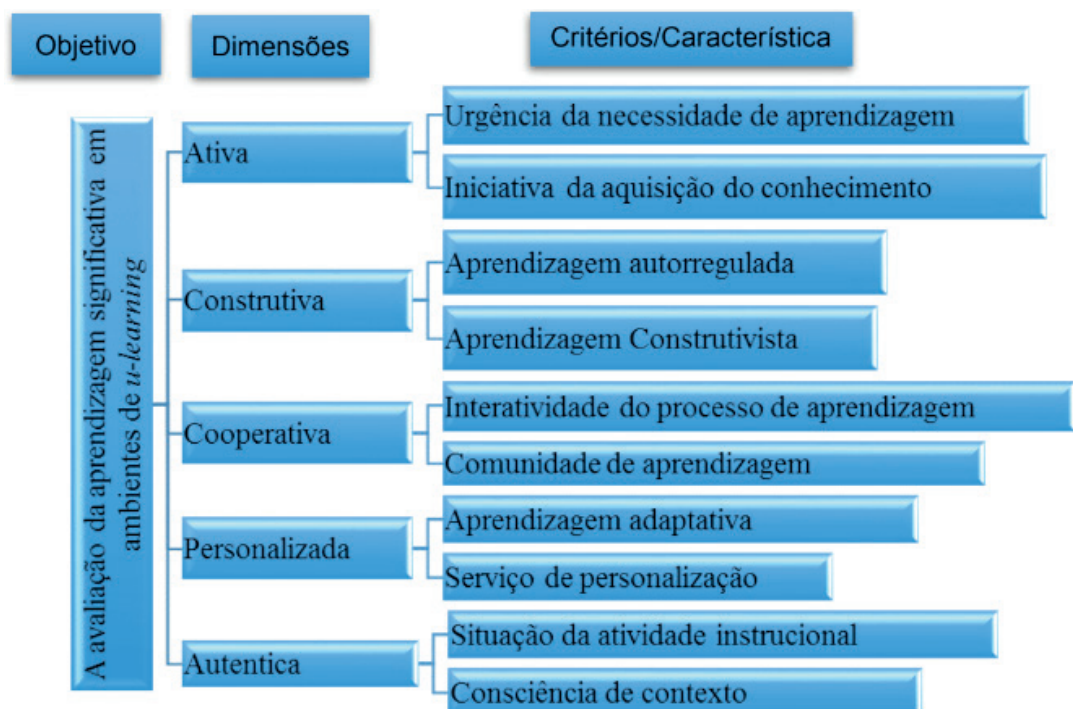 Objetivo
Dimensões
Critérios/Característica
A avaliação da aprendizagem significativa em
ambientes de u-learning
Ativa
Urgência da necessidade de aprendizagem
Iniciativa da aquisição do conhecimento
Construtiva
Aprendizagem autorregulada
Aprendizagem Construtivista
Cooperativa
Interatividade do processo de aprendizagem
Comunidade de aprendizagem
Personalizada
Aprendizagem adaptativa
Serviço de personalização
Autentica
Situação da atividade instrucional
Consciência de contexto